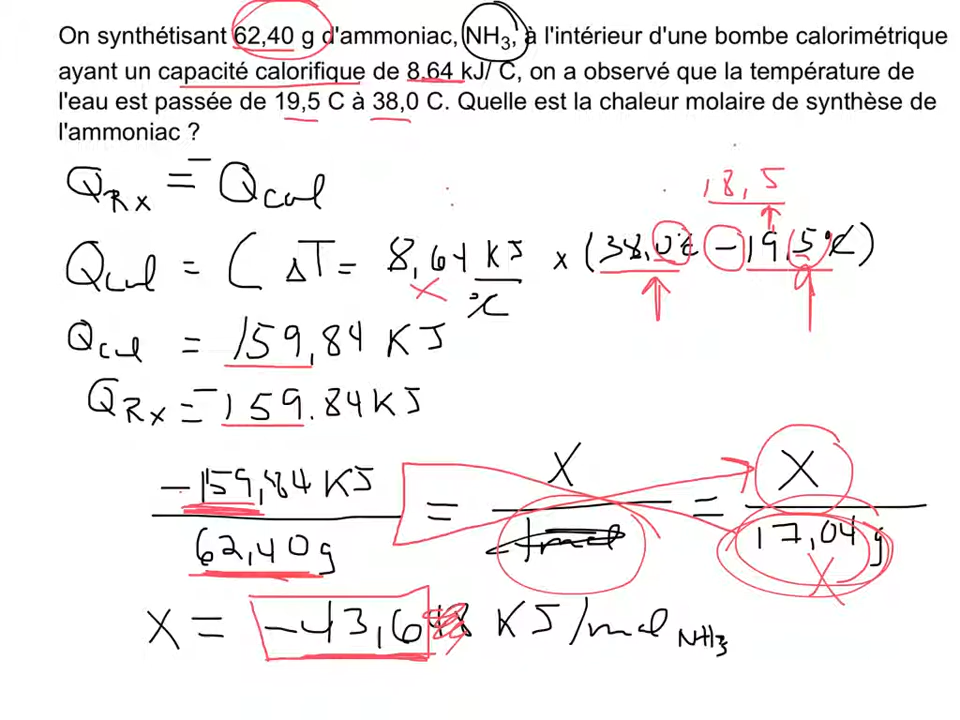 On synthétisant 62,40 g d'ammoniac, NH3, à l'intérieur d'une bombe calorimétrique
ayant un capacité calorifique de 8.64 kJ/ C, on a observé que la température de
l'eau est passée de 19,5 C à 38,0 C. Quelle est la chaleur molaire de synthèse de
l'ammoniac ?
18,5
QRx = - Qcal
Qcal = C ΔT = 8,64 KJ/°C x (38,0°C - 19,5°C)
Qcal = 159,84 KJ
QRx = -159.84 KJ
-159,84 KJ / 62,40 g = X / 1 mol = X / 17,04 g
X
X = -43,6 KJ/mol NH3